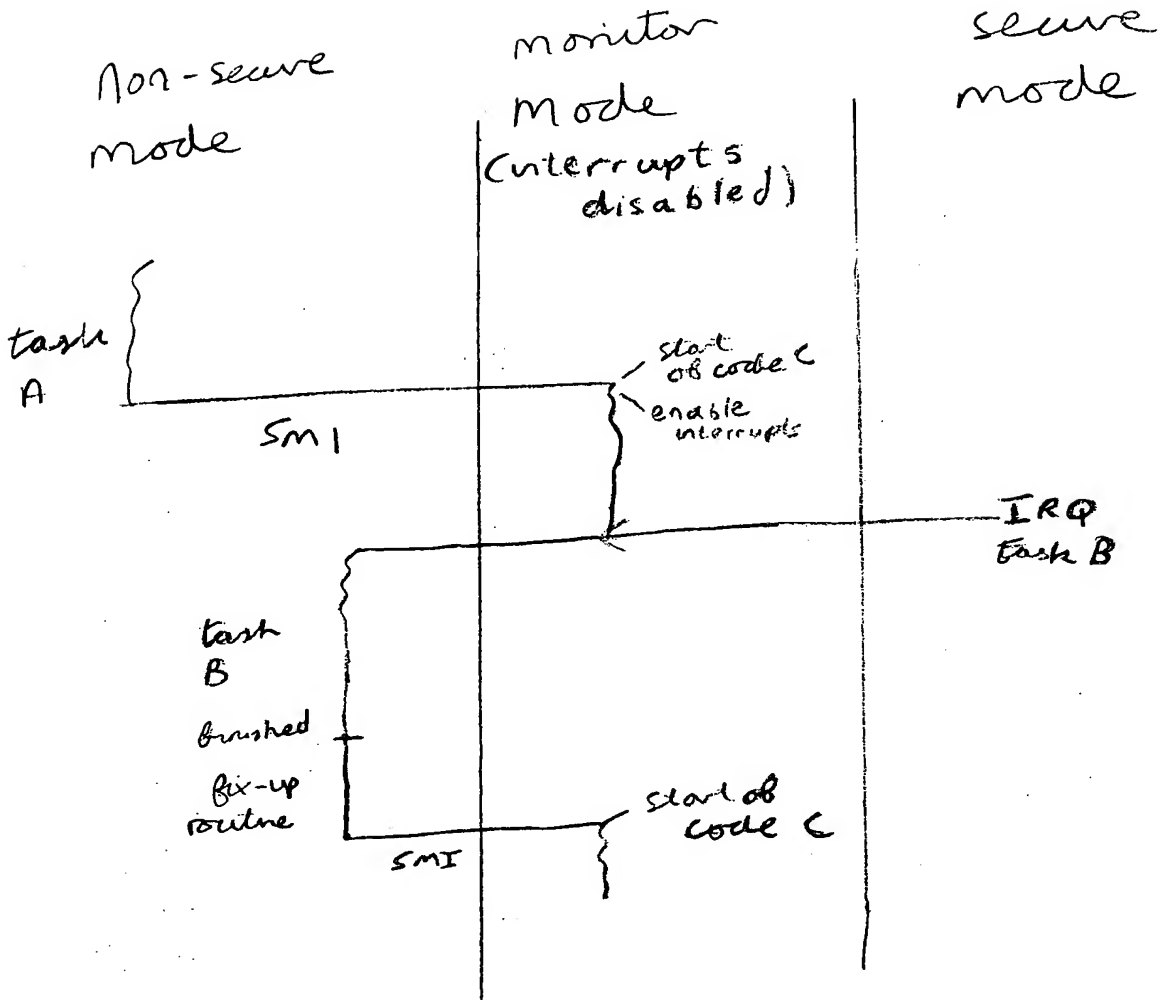 non-secure
mode
monitor
mode
(interrupts
disabled)
secure
mode
task
A
SMI
start
of code C
enable
interrupts
IRQ
task B
task
B
finished
fix-up
routine
SMI
start of
code C